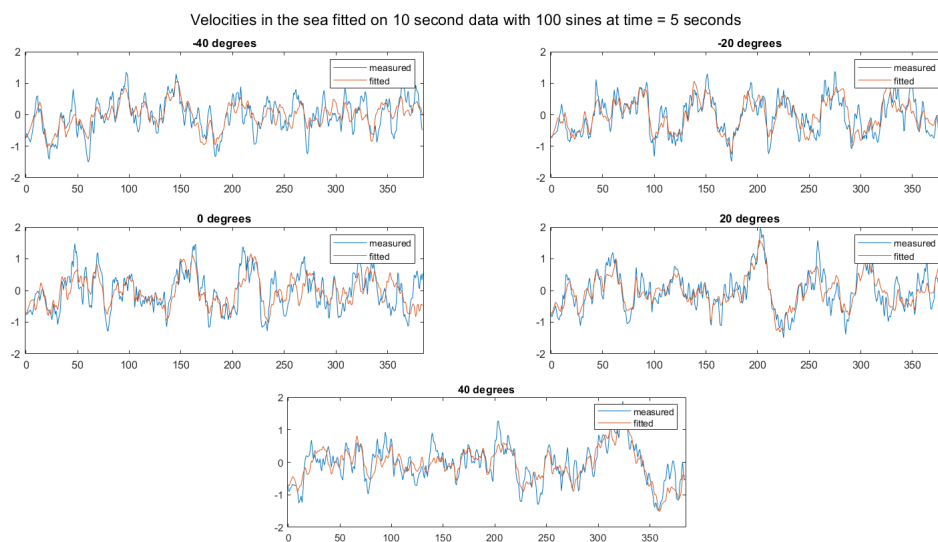 Velocities in the sea fitted on 10 second data with 100 sines at time = 5 seconds
-40 degrees
2
1
0
-1
-2
measured
fitted
0 50 100 150 200 250 300 350
-20 degrees
2
1
0
-1
-2
measured
fitted
0 50 100 150 200 250 300 350
0 degrees
2
1
0
-1
-2
measured
fitted
0 50 100 150 200 250 300 350
20 degrees
2
1
0
-1
-2
measured
fitted
0 50 100 150 200 250 300 350
40 degrees
2
1
0
-1
-2
measured
fitted
0 50 100 150 200 250 300 350